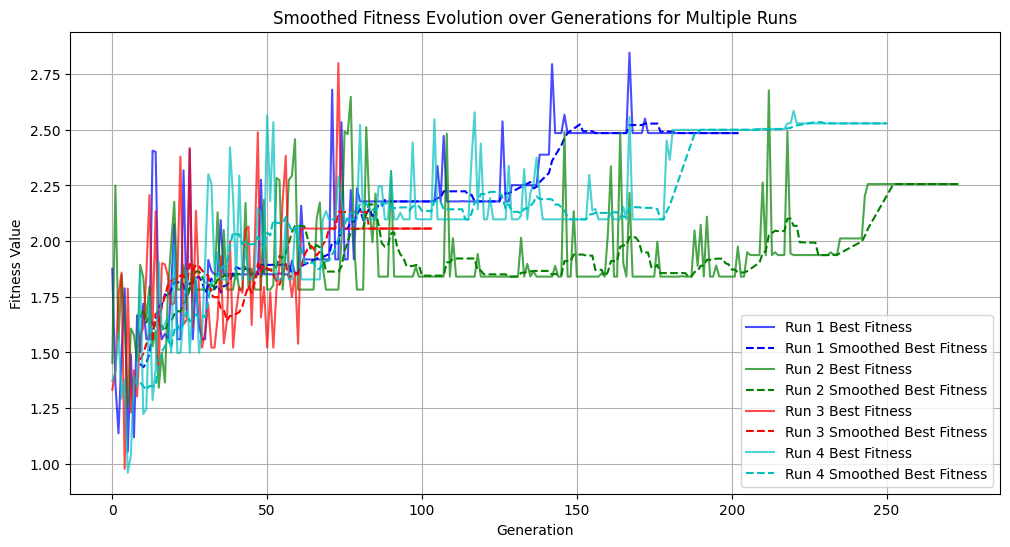 Smoothed Fitness Evolution over Generations for Multiple Runs
Fitness Value
2.75
2.50
2.25
2.00
1.75
1.50
1.25
1.00
0
50
100
150
200
250
Generation
Run 1 Best Fitness
Run 1 Smoothed Best Fitness
Run 2 Best Fitness
Run 2 Smoothed Best Fitness
Run 3 Best Fitness
Run 3 Smoothed Best Fitness
Run 4 Best Fitness
Run 4 Smoothed Best Fitness